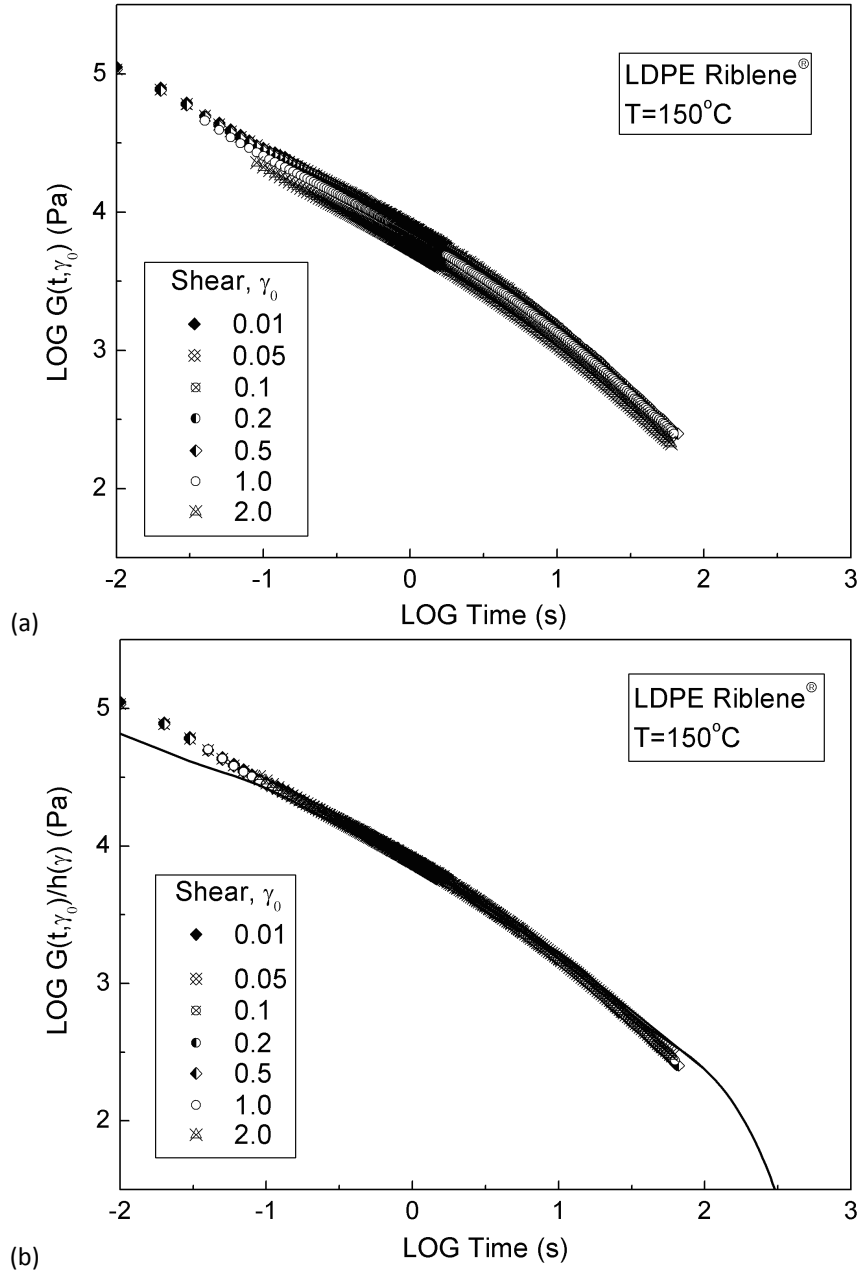 LOG G(t,γ₀) (Pa)
5
4
3
2
LDPE Riblene®
T=150°C
Shear, γ₀
0.01
0.05
0.1
0.2
0.5
1.0
2.0
-2 -1 0 1 2 3
LOG Time (s)
(a)
LOG G(t,γ₀)/h(γ) (Pa)
5
4
3
2
LDPE Riblene®
T=150°C
Shear, γ₀
0.01
0.05
0.1
0.2
0.5
1.0
2.0
-2 -1 0 1 2 3
LOG Time (s)
(b)